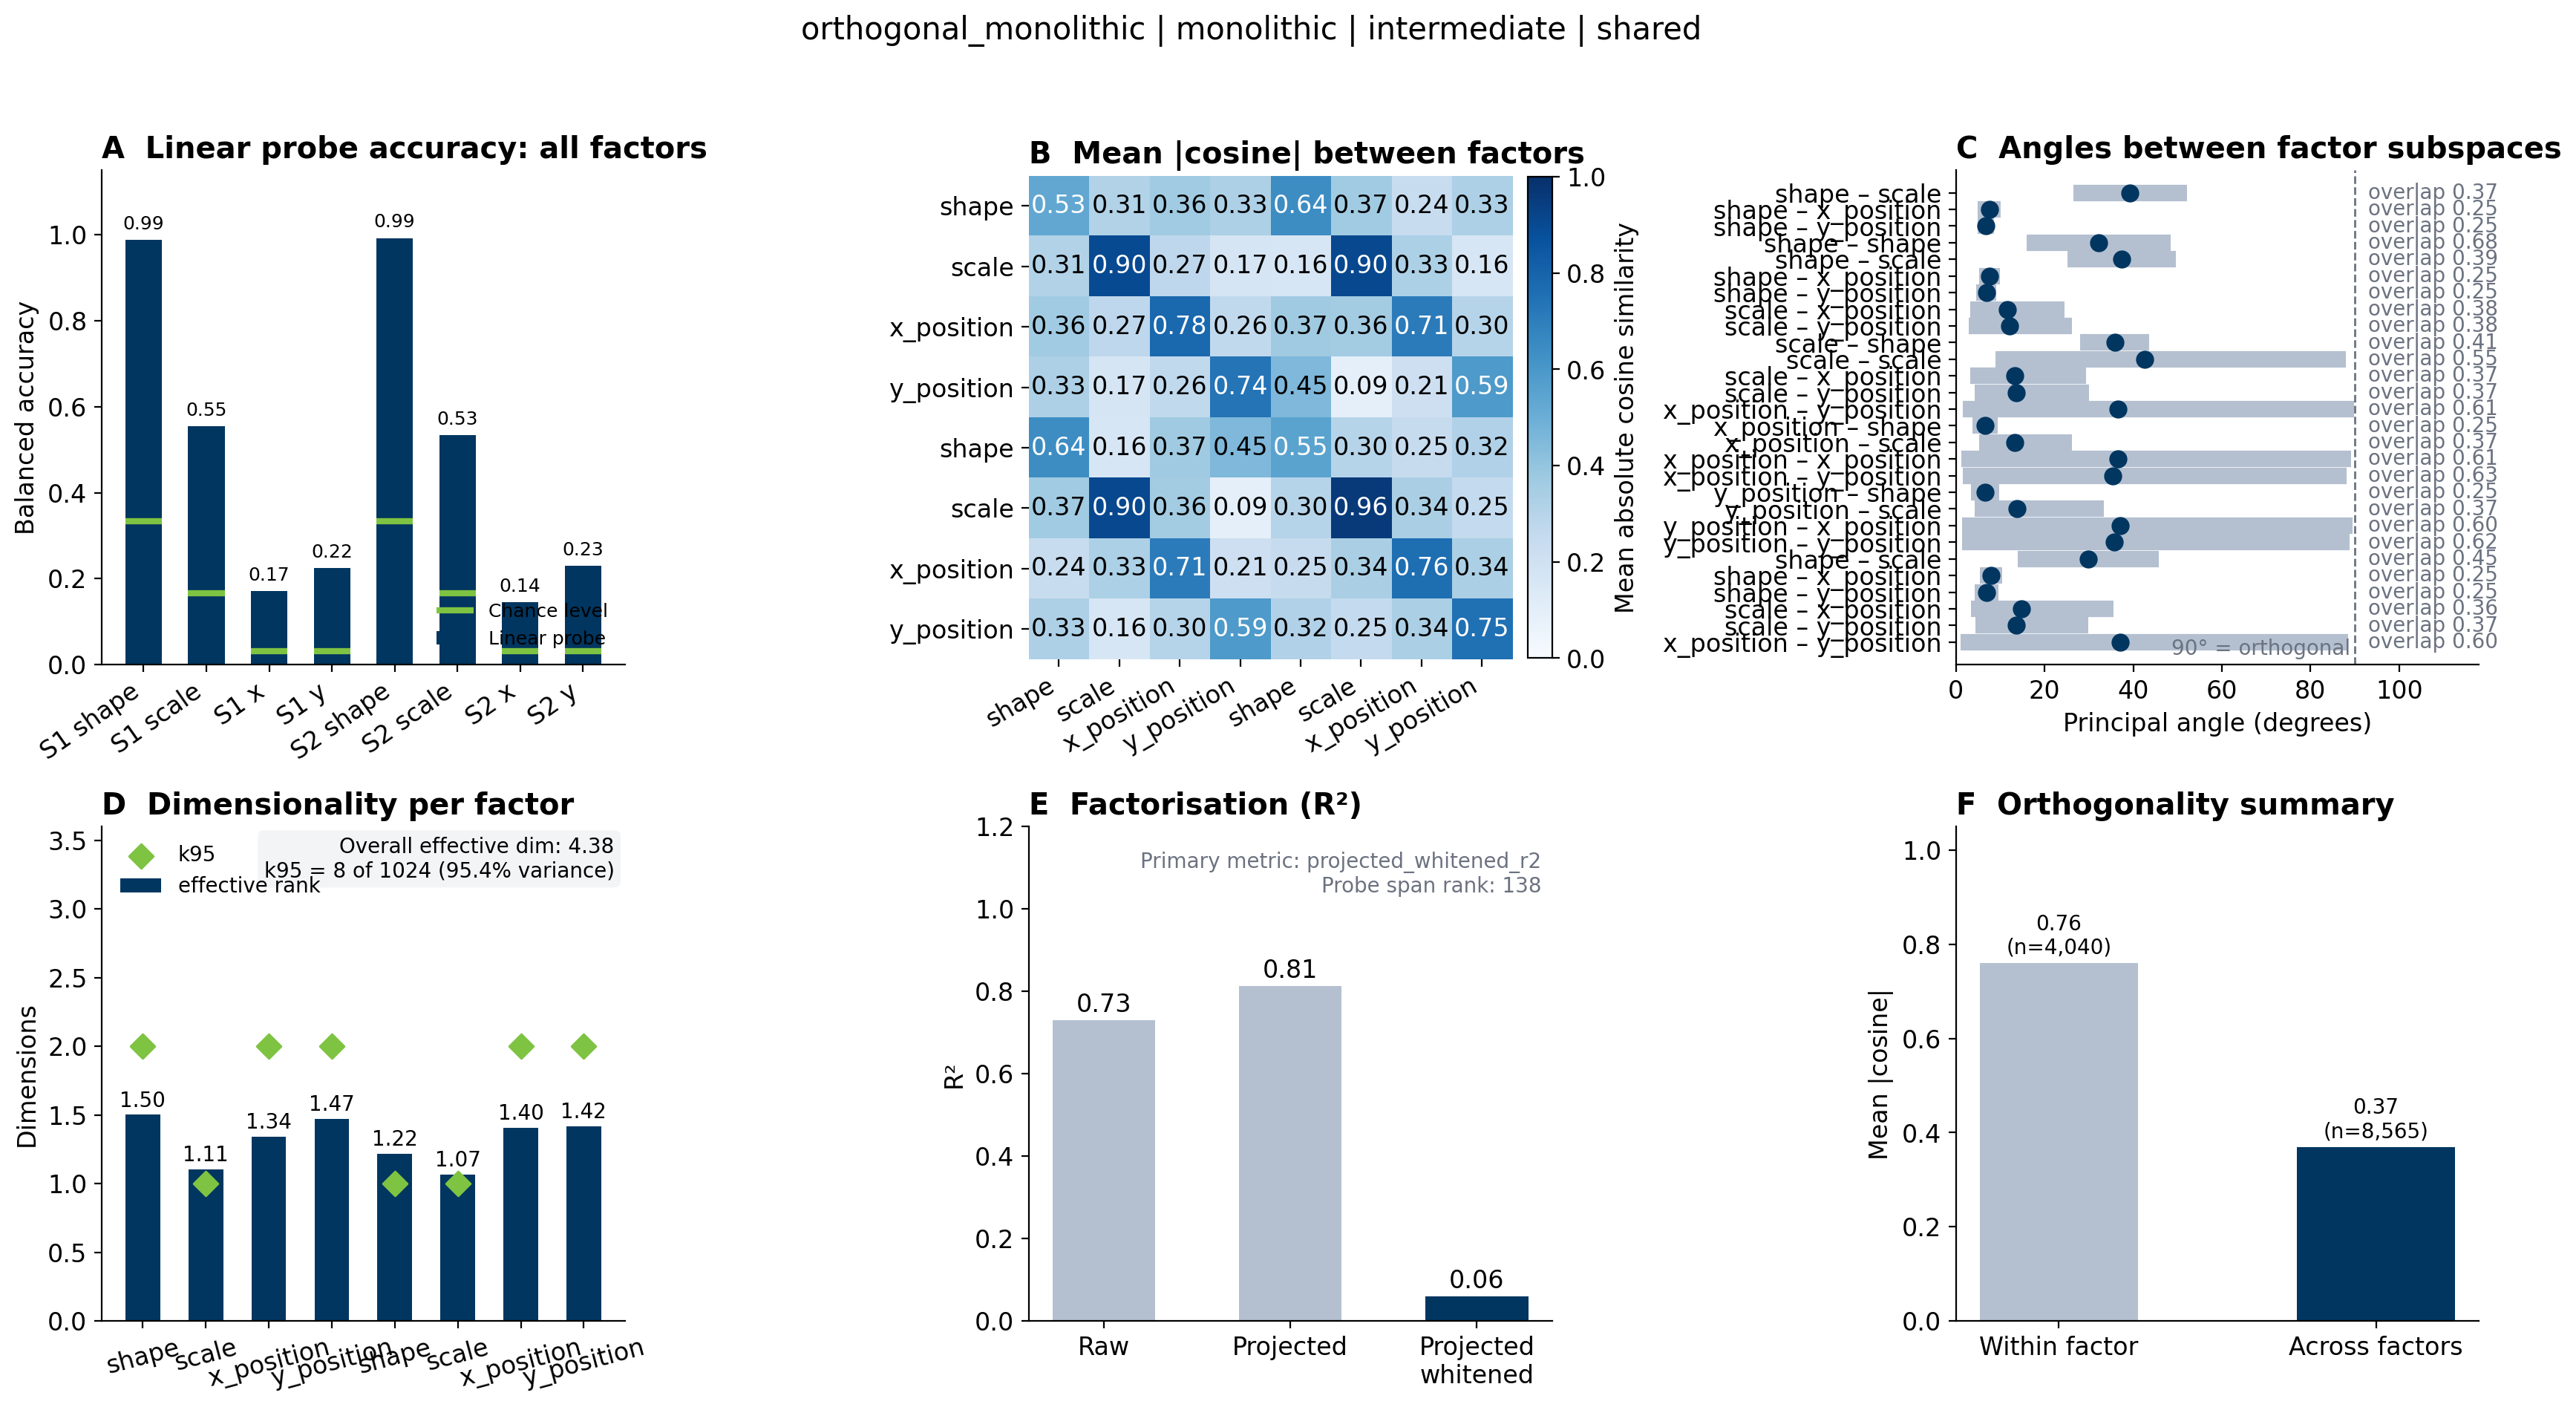 orthogonal_monolithic | monolithic | intermediate | shared
A Linear probe accuracy: all factors
Balanced accuracy
1.0
0.8
0.6
0.4
0.2
0.0
0.99
0.55
0.17
0.22
0.99
0.53
0.14
0.23
Chance level
Linear probe
S1 shape
S1 scale
S1 x
S1 y
S2 shape
S2 scale
S2 x
S2 y
B Mean |cosine| between factors
shape 0.53 0.31 0.36 0.33 0.64 0.37 0.24 0.33
scale 0.31 0.90 0.27 0.17 0.16 0.90 0.33 0.16
x_position 0.36 0.27 0.78 0.26 0.37 0.36 0.71 0.30
y_position 0.33 0.17 0.26 0.74 0.45 0.09 0.21 0.59
shape 0.64 0.16 0.37 0.45 0.55 0.30 0.25 0.32
scale 0.37 0.90 0.36 0.09 0.30 0.96 0.34 0.25
x_position 0.24 0.33 0.71 0.21 0.25 0.34 0.76 0.34
y_position 0.33 0.16 0.30 0.59 0.32 0.25 0.34 0.75
shape
scale
x_position
y_position
shape
scale
x_position
y_position
1.0
0.8
0.6
0.4
0.2
0.0
Mean absolute cosine similarity
C Angles between factor subspaces
shape – scale overlap 0.37
shape – x_position overlap 0.25
shape – y_position overlap 0.25
shape – shape overlap 0.68
shape – scale overlap 0.39
shape – x_position overlap 0.25
shape – y_position overlap 0.25
scale – x_position overlap 0.38
scale – y_position overlap 0.38
scale – shape overlap 0.41
scale – scale overlap 0.55
scale – x_position overlap 0.37
scale – y_position overlap 0.37
x_position – y_position overlap 0.61
x_position – shape overlap 0.25
x_position – scale overlap 0.37
x_position – x_position overlap 0.61
x_position – y_position overlap 0.63
y_position – shape overlap 0.25
y_position – scale overlap 0.37
y_position – x_position overlap 0.60
y_position – y_position overlap 0.62
shape – scale overlap 0.45
shape – x_position overlap 0.25
shape – y_position overlap 0.25
scale – x_position overlap 0.36
scale – y_position overlap 0.37
x_position – y_position overlap 0.60
90° = orthogonal
0 20 40 60 80 100
Principal angle (degrees)
D Dimensionality per factor
Dimensions
3.5
3.0
2.5
2.0
1.5
1.0
0.5
0.0
k95
effective rank
Overall effective dim: 4.38
k95 = 8 of 1024 (95.4% variance)
1.50
1.11
1.34
1.47
1.22
1.07
1.40
1.42
shape
scale
x_position
y_position
shape
scale
x_position
y_position
E Factorisation (R²)
R²
1.2
1.0
0.8
0.6
0.4
0.2
0.0
Primary metric: projected_whitened_r2
Probe span rank: 138
0.73
0.81
0.06
Raw
Projected
Projected
whitened
F Orthogonality summary
Mean |cosine|
1.0
0.8
0.6
0.4
0.2
0.0
0.76
(n=4,040)
0.37
(n=8,565)
Within factor
Across factors